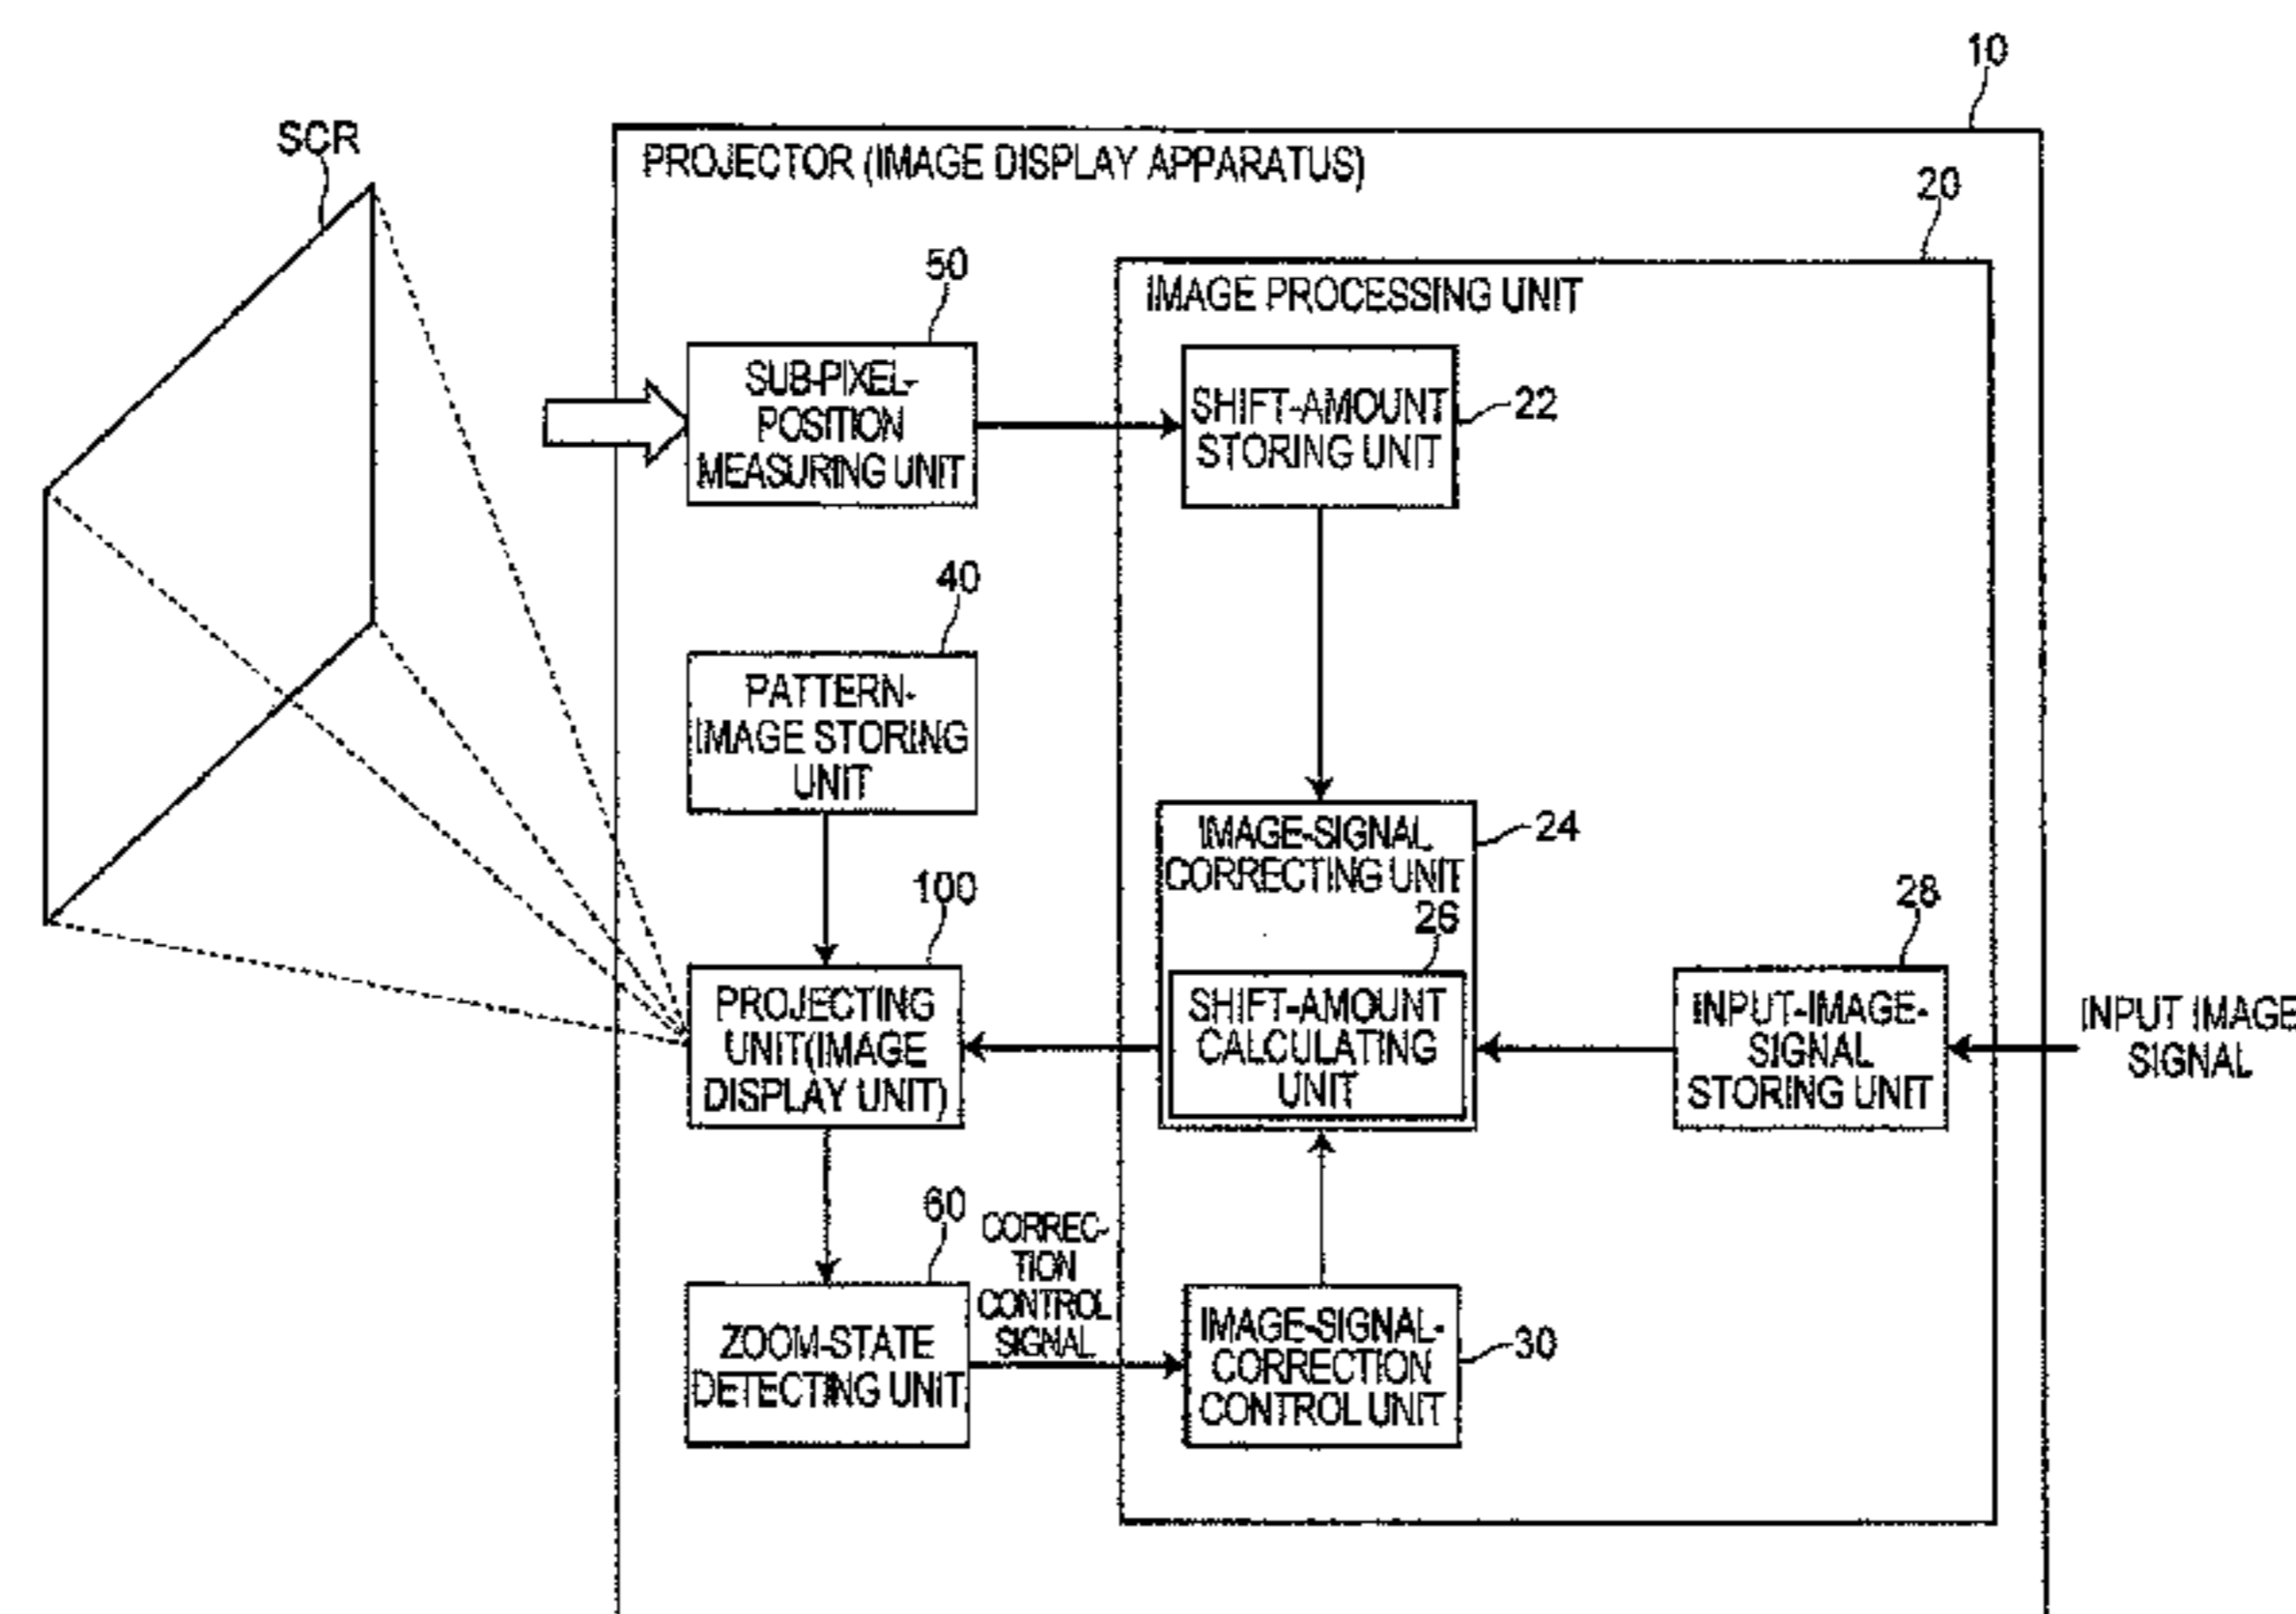 10
SCR
PROJECTOR (IMAGE DISPLAY APPARATUS)
20
50
IMAGE PROCESSING UNIT
SUB-PIXEL-
POSITION
MEASURING UNIT
SHIFT-AMOUNT
STORING UNIT
22
40
PATTERN-
IMAGE STORING
UNIT
IMAGE-SIGNAL
CORRECTING UNIT
24
100
26
28
PROJECTING
UNIT(IMAGE
DISPLAY UNIT)
SHIFT-AMOUNT
CALCULATING
UNIT
INPUT-IMAGE-
SIGNAL
STORING UNIT
INPUT IMAGE
SIGNAL
60
CORREC-
TION
CONTROL
SIGNAL
ZOOM-STATE
DETECTING UNIT
IMAGE-SIGNAL-
CORRECTION
CONTROL UNIT
30